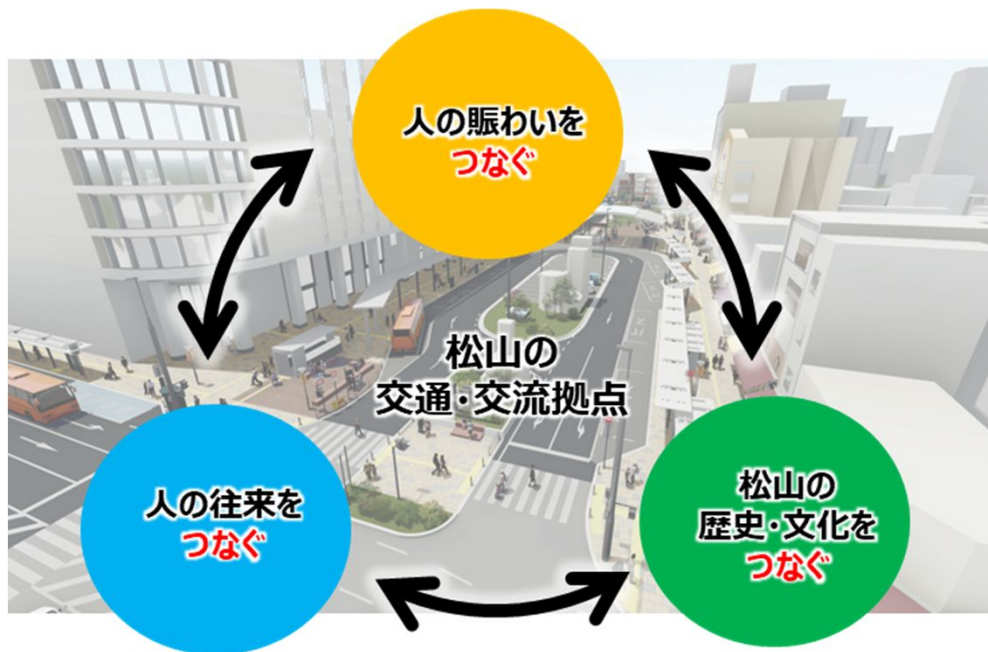 人の賑わいを
つなぐ
松山の
交通・交流拠点
人の往来を
つなぐ
松山の
歴史・文化を
つなぐ